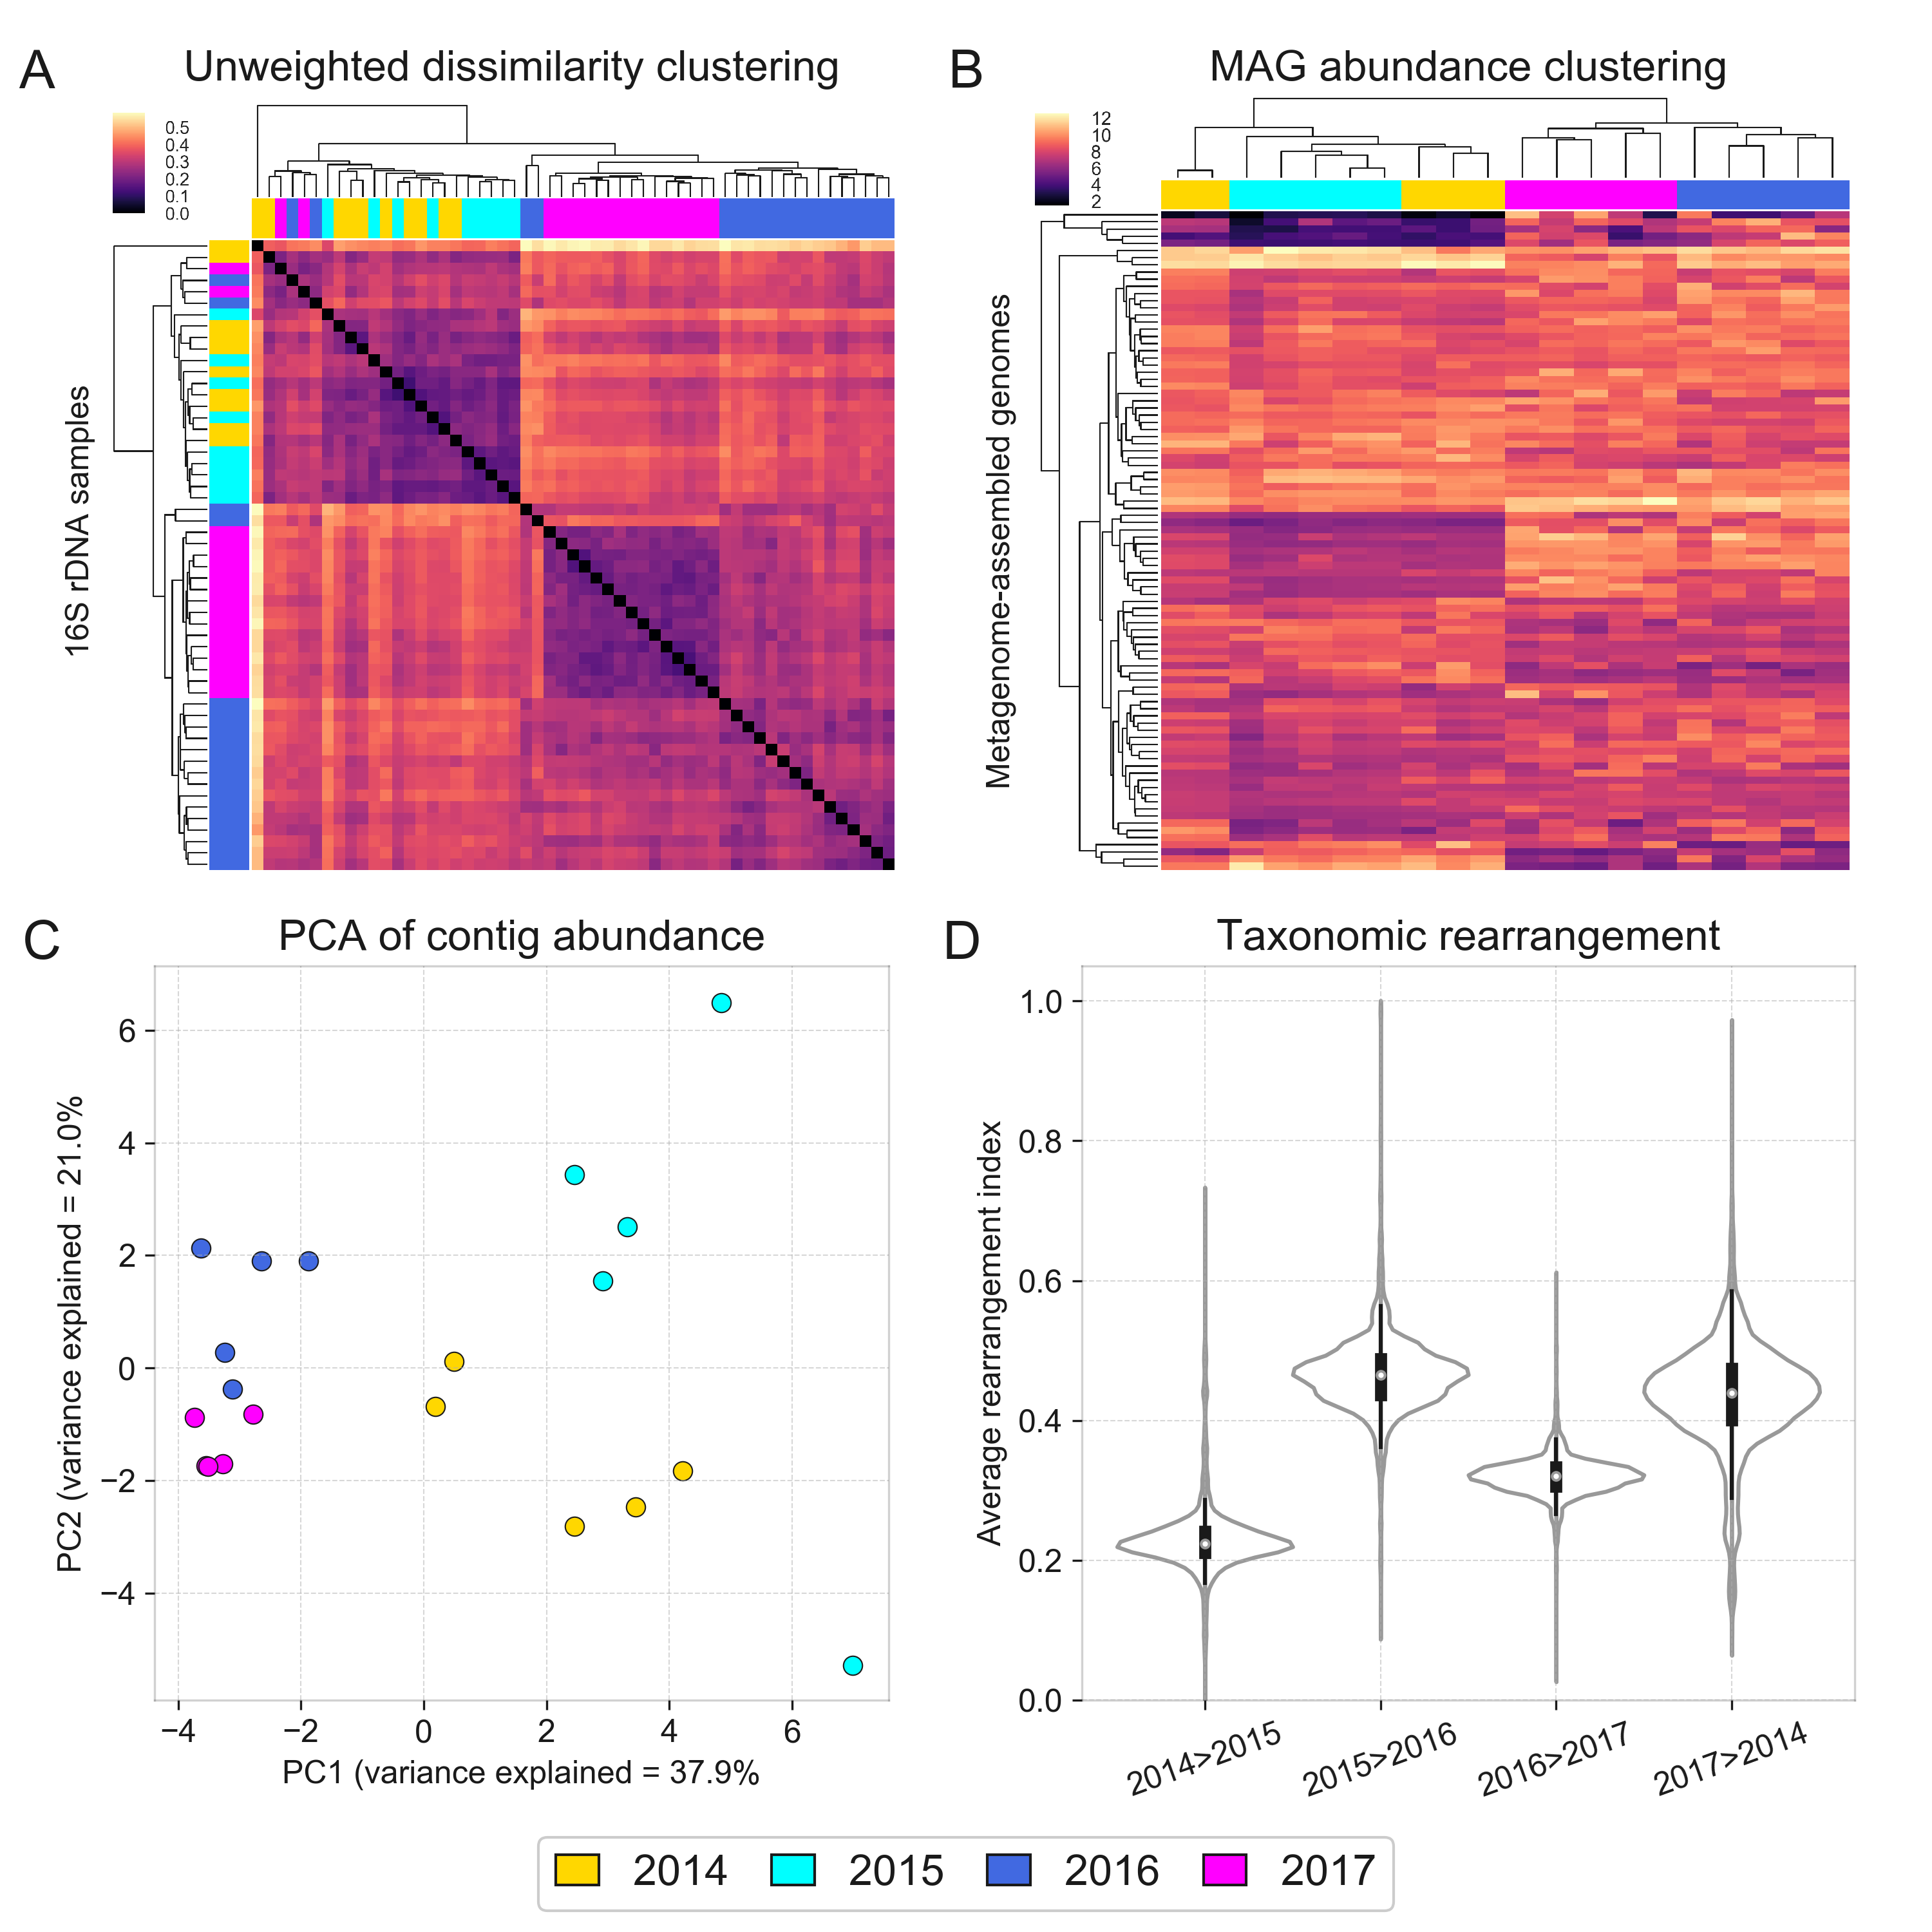 A
Unweighted dissimilarity clustering
0.5
0.4
0.3
0.2
0.1
0.0
16S rDNA samples
B
MAG abundance clustering
12
10
8
6
4
2
Metagenome-assembled genomes
C
PCA of contig abundance
6
4
2
0
−2
−4
PC2 (variance explained = 21.0%
−4
−2
0
2
4
6
PC1 (variance explained = 37.9%
D
Taxonomic rearrangement
1.0
0.8
0.6
0.4
0.2
0.0
Average rearrangement index
2014>2015
2015>2016
2016>2017
2017>2014
2014
2015
2016
2017